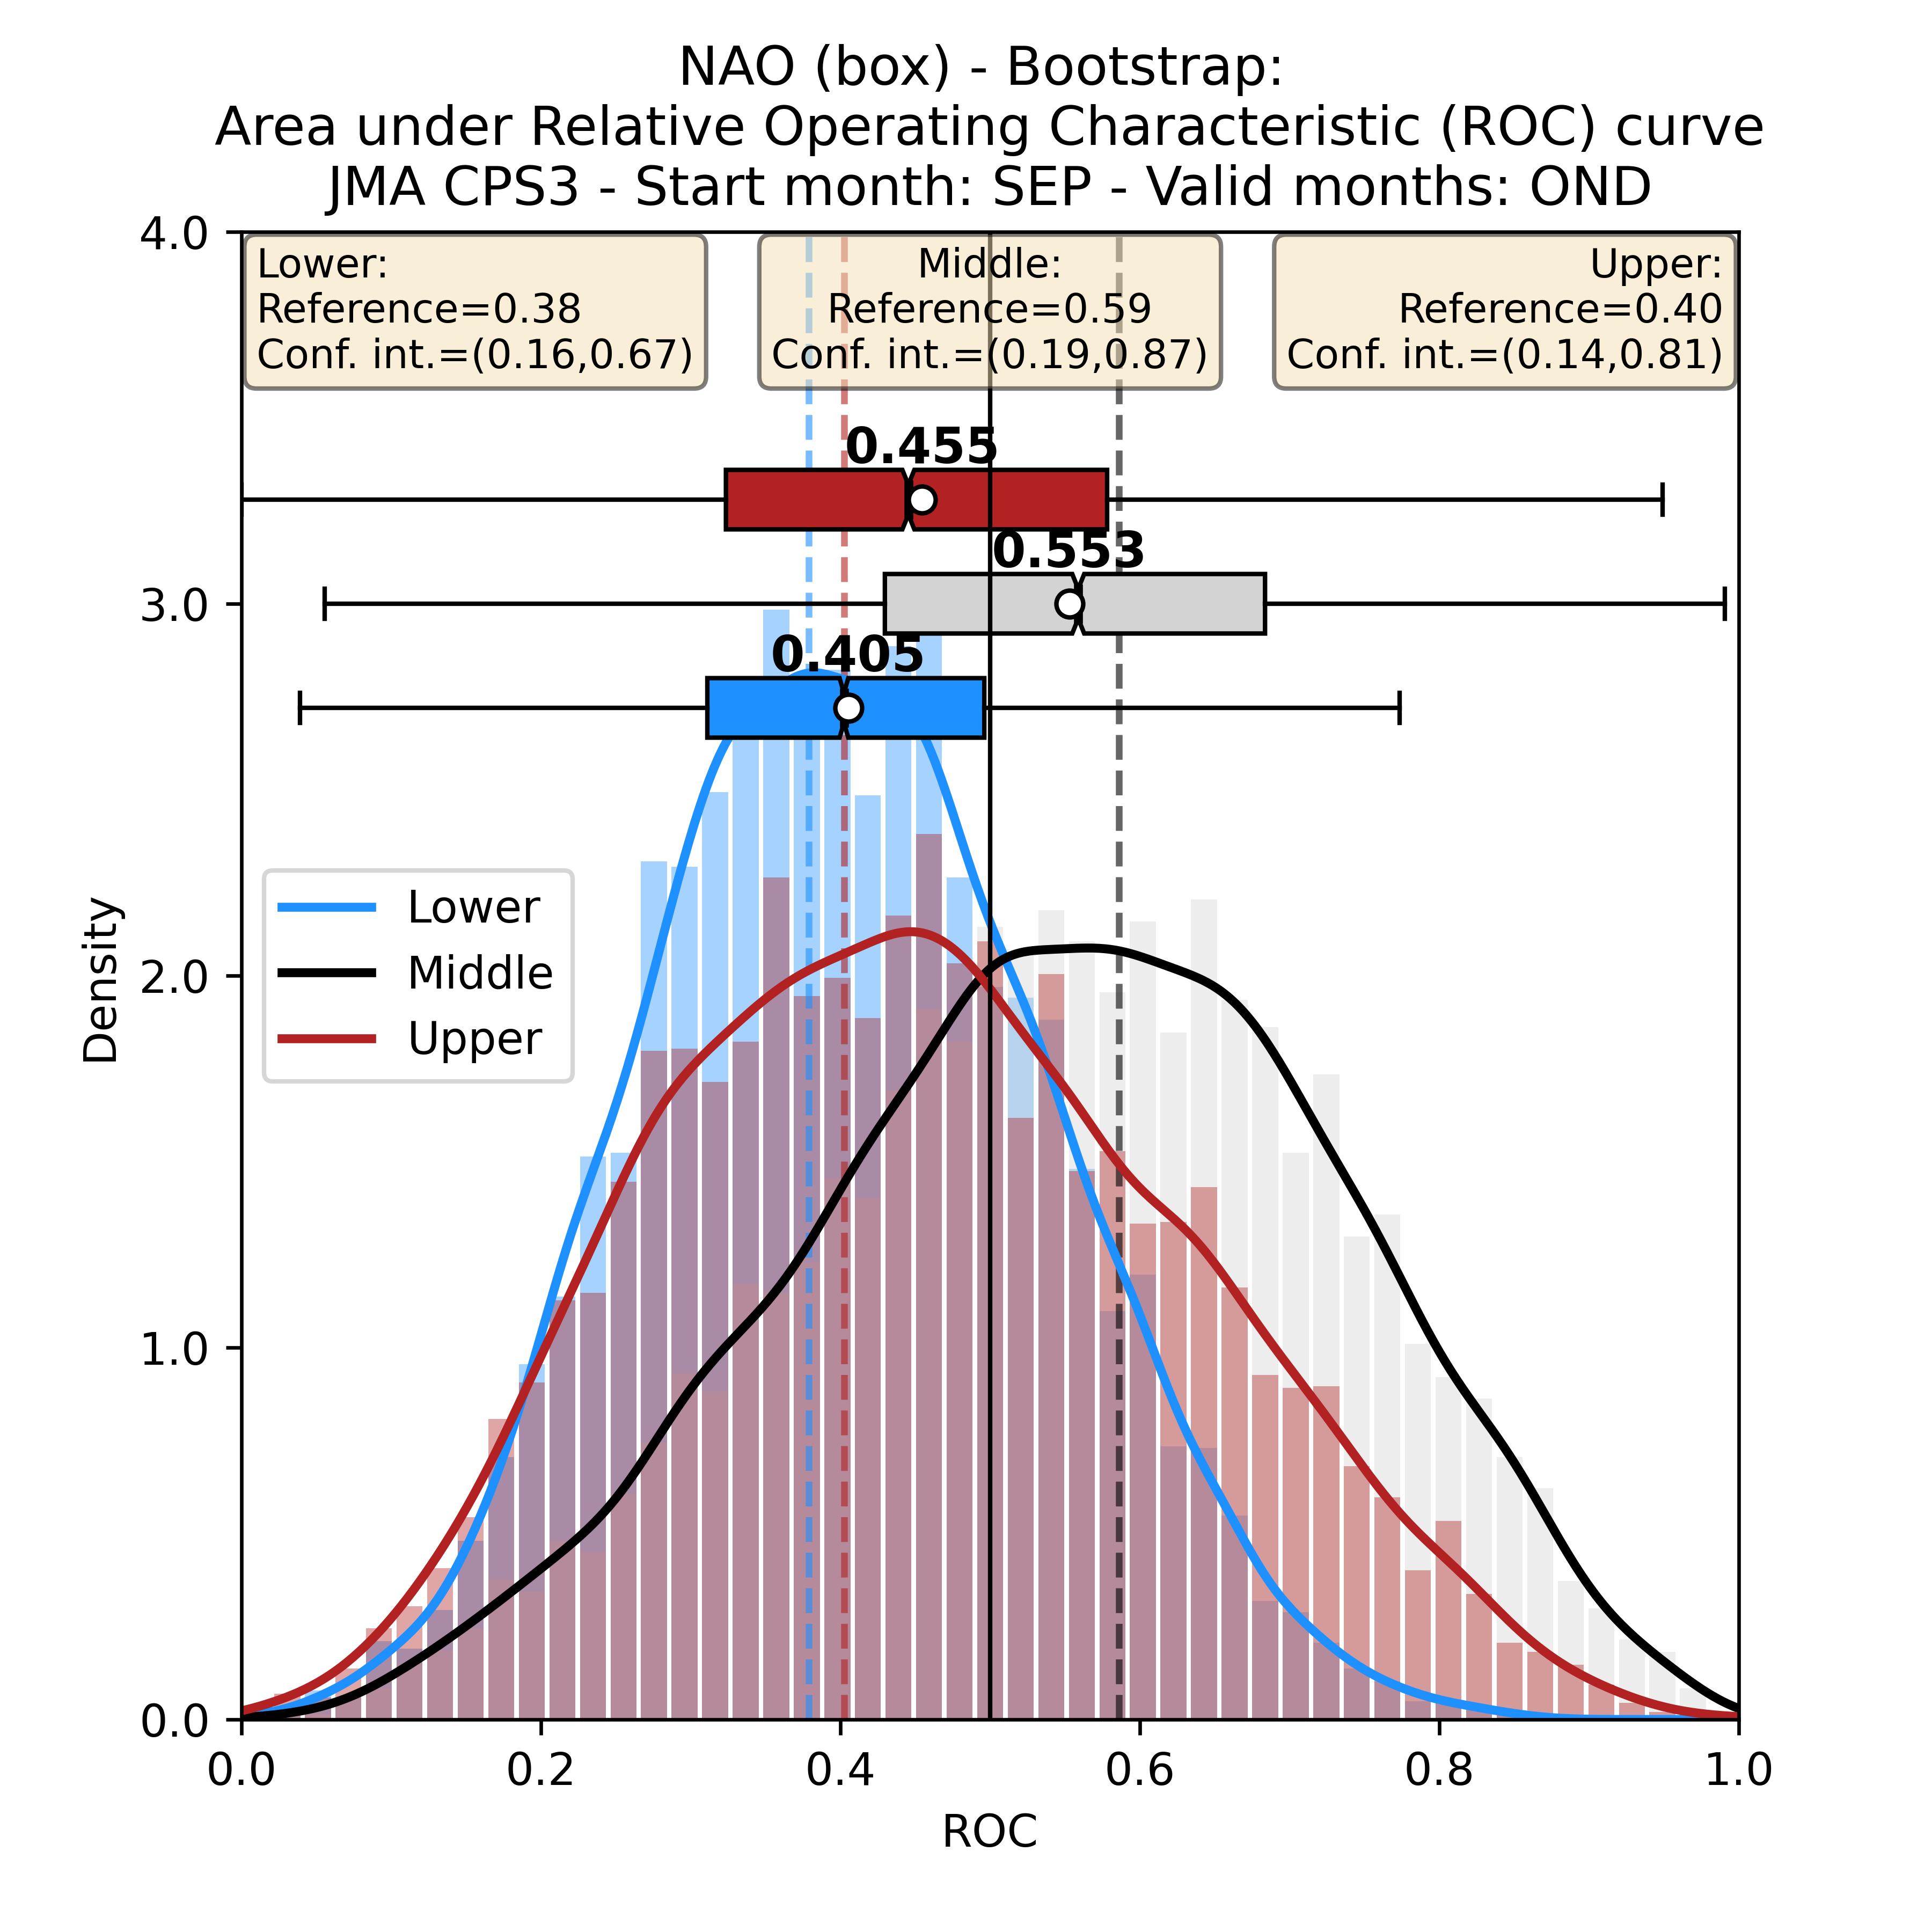 NAO (box) - Bootstrap:
Area under Relative Operating Characteristic (ROC) curve
JMA CPS3 - Start month: SEP - Valid months: OND
Lower:
Reference=0.38
Conf. int.=(0.16,0.67)
Middle:
Reference=0.59
Conf. int.=(0.19,0.87)
Upper:
Reference=0.40
Conf. int.=(0.14,0.81)
0.455
0.553
0.405
Lower
Middle
Upper
Density
4.0
3.0
2.0
1.0
0.0
0.0
0.2
0.4
0.6
0.8
1.0
ROC